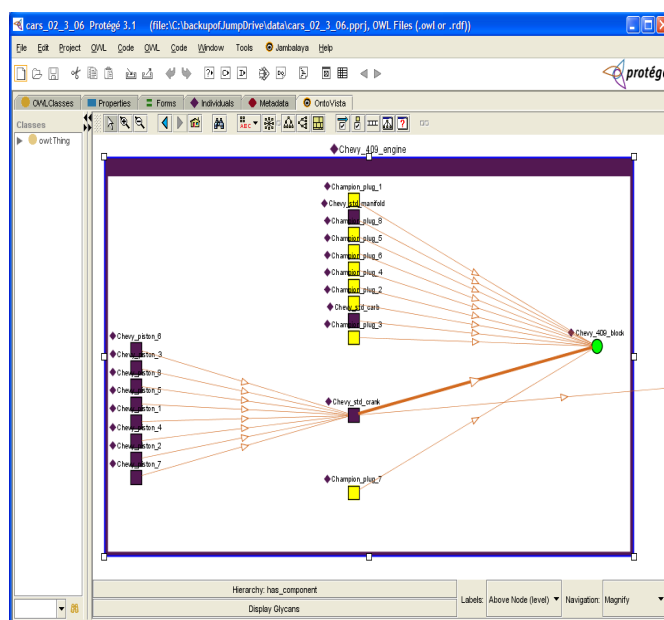 cars_02_3_06 Protégé 3.1 (file:\C:\backupofJumpDrive\data\cars_02_3_06.pprj, OWL Files (.owl or .rdf))
File Edit Project OWL Code OWL Code Window Tools Jambalaya Help
protégé
OWLClasses Properties Forms Individuals Metadata OntoVista
Classes
owl:Thing
Chevy_409_engine
Champion_plug_1
Chevy_std_manifold
Champion_plug_8
Champion_plug_5
Champion_plug_6
Champion_plug_4
Champion_plug_2
Chevy_std_carb
Champion_plug_3
Chevy_409_block
Chevy_piston_6
Chevy_piston_3
Chevy_piston_8
Chevy_piston_5
Chevy_piston_1
Chevy_piston_4
Chevy_piston_2
Chevy_piston_7
Chevy_std_crank
Champion_plug_7
Hierarchy: has_component
Display Glycans
Labels: Above Node (level) Navigation: Magnify